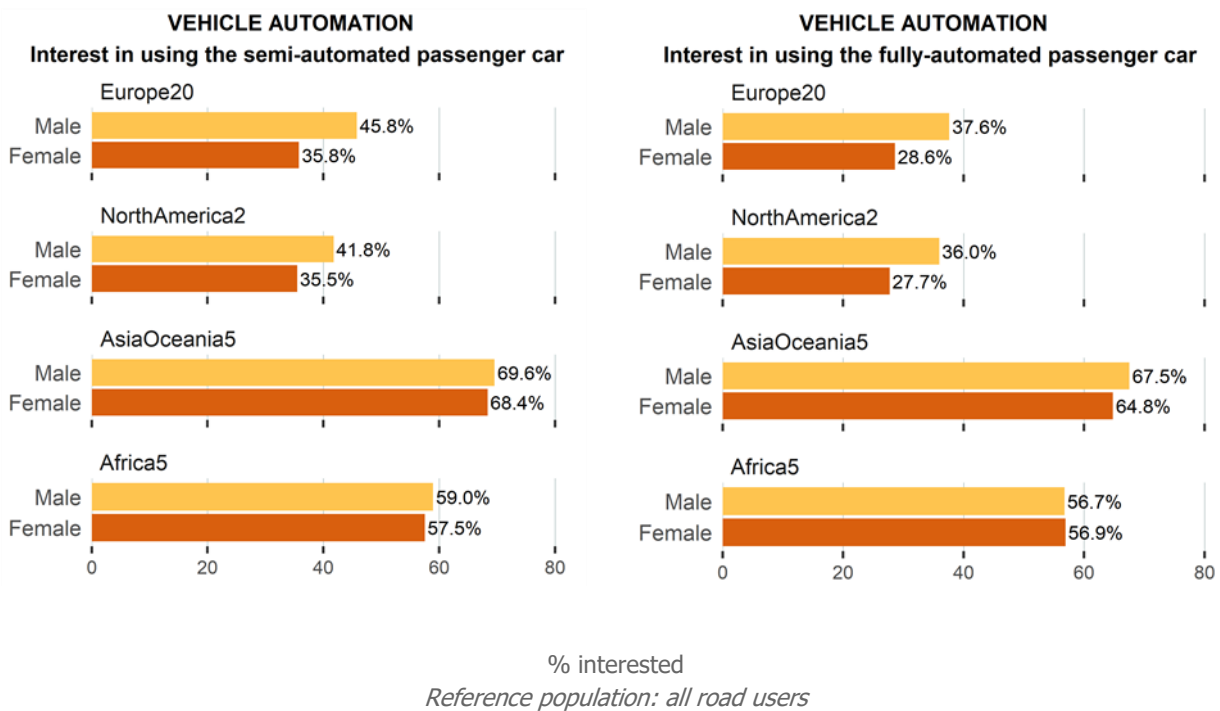 VEHICLE AUTOMATION
Interest in using the semi-automated passenger car
Europe20
Male 45.8%
Female 35.8%
NorthAmerica2
Male 41.8%
Female 35.5%
AsiaOceania5
Male 69.6%
Female 68.4%
Africa5
Male 59.0%
Female 57.5%
0 20 40 60 80
VEHICLE AUTOMATION
Interest in using the fully-automated passenger car
Europe20
Male 37.6%
Female 28.6%
NorthAmerica2
Male 36.0%
Female 27.7%
AsiaOceania5
Male 67.5%
Female 64.8%
Africa5
Male 56.7%
Female 56.9%
0 20 40 60 80
% interested
Reference population: all road users